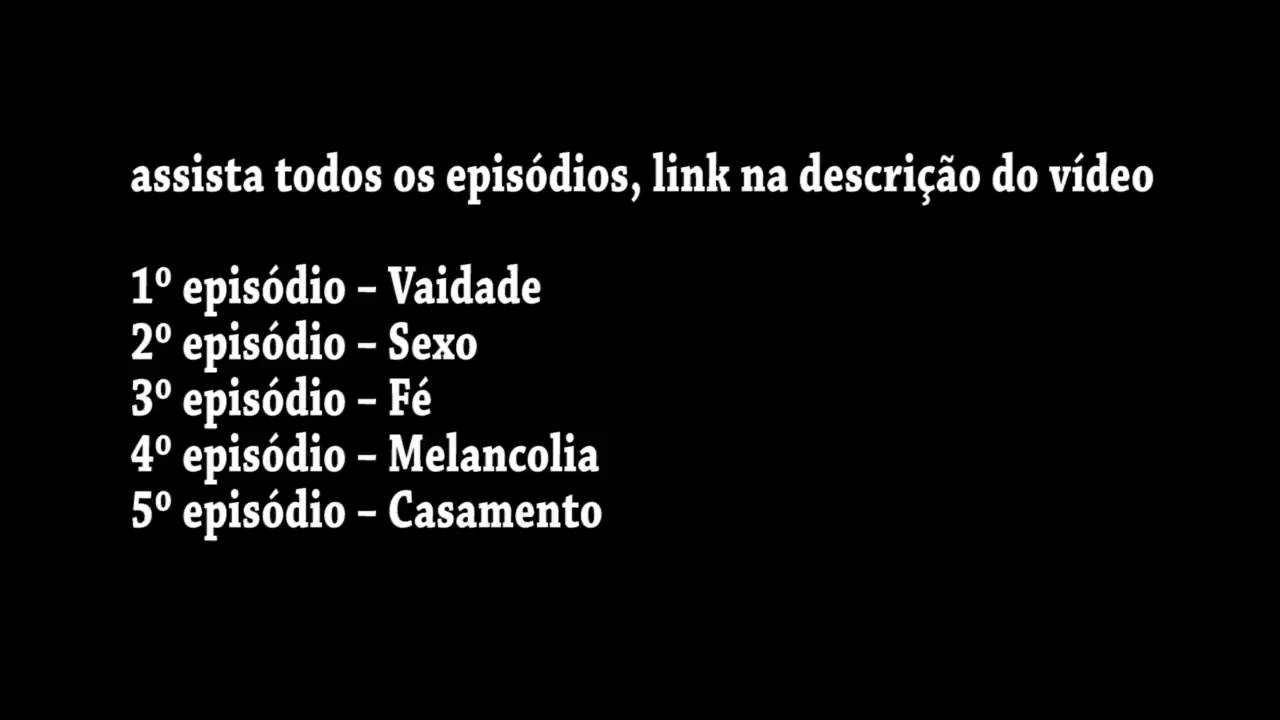 assista todos os episódios, link na descrição do vídeo
1º episódio – Vaidade
2º episódio – Sexo
3º episódio – Fé
4º episódio – Melancolia
5º episódio – Casamento